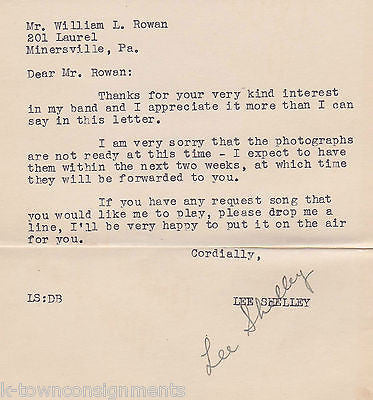 Mr. William L. Rowan
201 Laurel
Minersville, Pa.
Dear Mr. Rowan:
Thanks for your very kind interest
in my band and I appreciate it more than I can
say in this letter.
I am very sorry that the photographs
are not ready at this time - I expect to have
them within the next two weeks, at which time
they will be forwarded to you.
If you have any request song that
you would like me to play, please drop me a
line, I'll be very happy to put it on the air
for you.
Cordially,
LS:DB
LEE SHELLEY
Lee Shelley
k-townconsignments